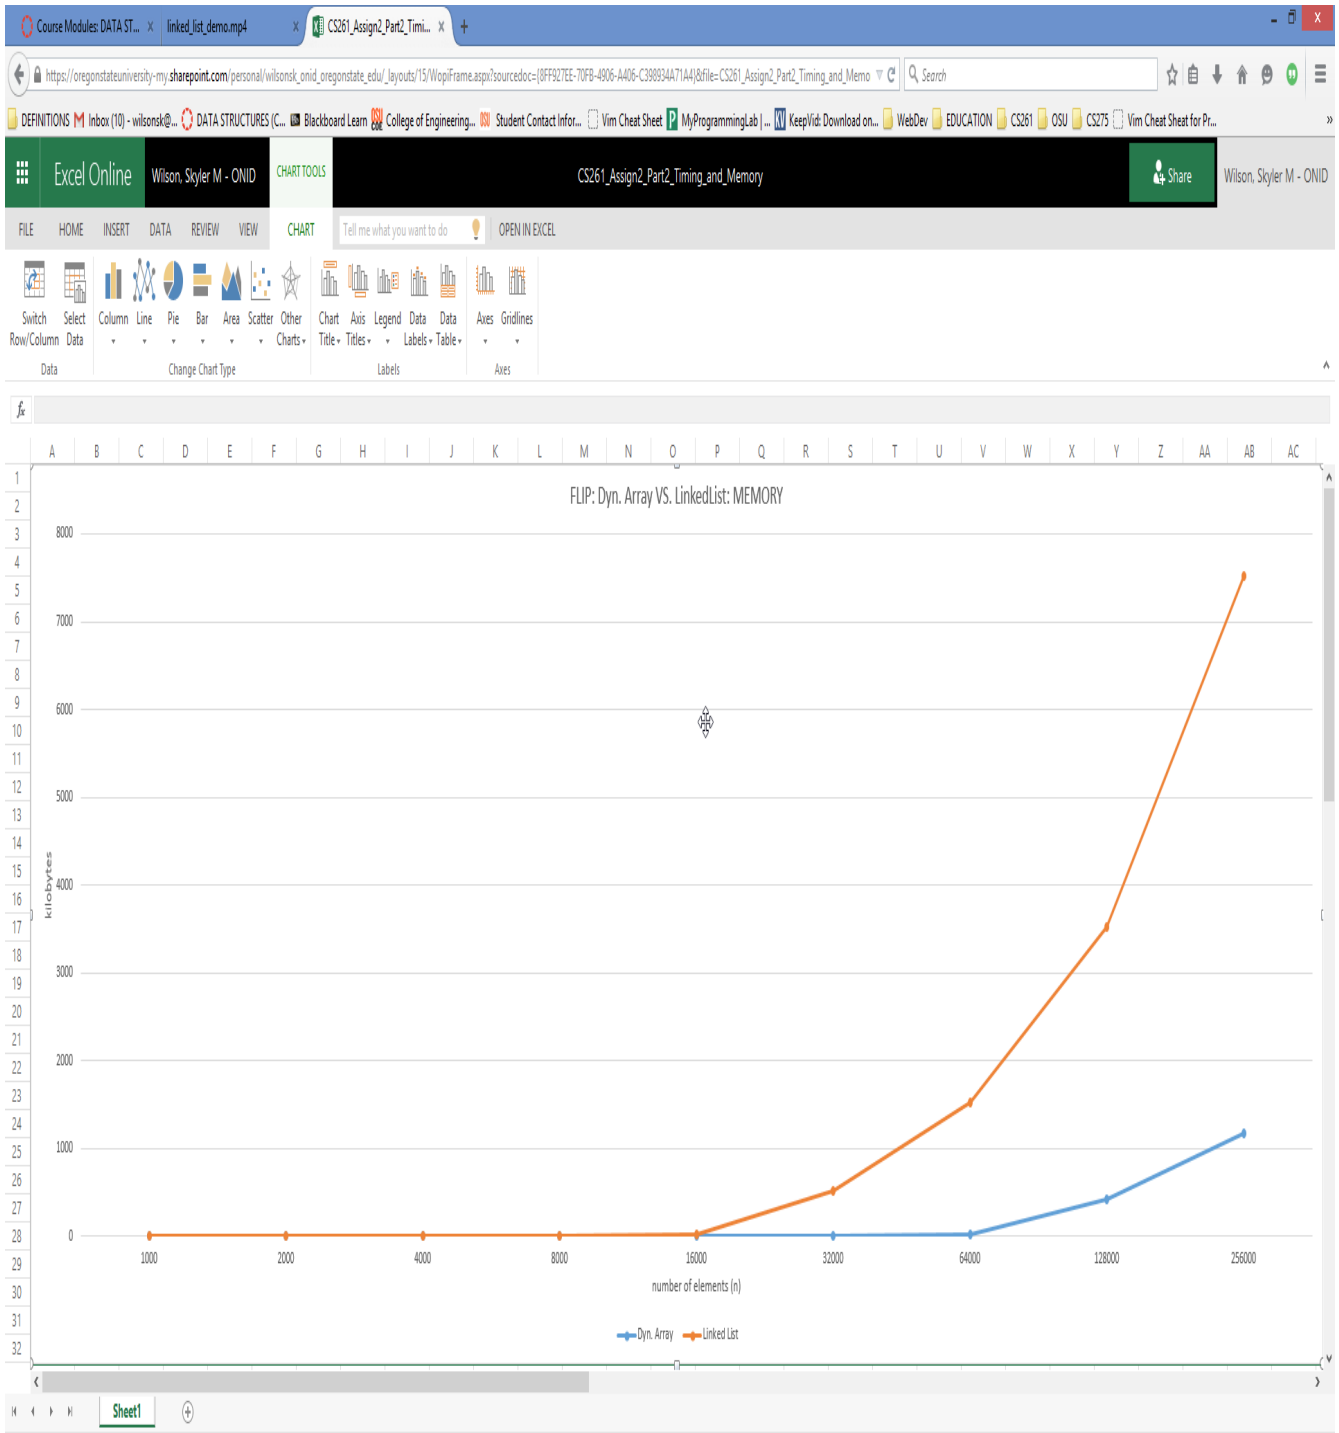 Course Modules: DATA ST... × linked_list_demo.mp4 × CS261_Assign2_Part2_Timi... × +
https://oregonstateuniversity-my.sharepoint.com/personal/wilsonsk_onid_oregonstate_edu/_layouts/15/WopiFrame.aspx?sourcedoc={8FF927EE-70FB-4906-A406-C398934A71A4}&file=CS261_Assign2_Part2_Timing_and_Memo Search
DEFINITIONS Inbox (10) - wilsonsk@... DATA STRUCTURES (C... Blackboard Learn College of Engineering... Student Contact Infor... Vim Cheat Sheet MyProgrammingLab | ... KeepVid: Download on... WebDev EDUCATION CS261 OSU CS275 Vim Cheat Sheat for Pr... »
Excel Online Wilson, Skyler M - ONID CHART TOOLS CS261_Assign2_Part2_Timing_and_Memory Share Wilson, Skyler M - ONID
FILE HOME INSERT DATA REVIEW VIEW CHART Tell me what you want to do OPEN IN EXCEL
Switch Select Column Line Pie Bar Area Scatter Other Chart Axis Legend Data Data Axes Gridlines
Row/Column Data Charts Title Titles Labels Table
Data Change Chart Type Labels Axes
fx
A B C D E F G H I J K L M N O P Q R S T U V W X Y Z AA AB AC
1
2
3
4
5
6
7
8
9
10
11
12
13
14
15
16
17
18
19
20
21
22
23
24
25
26
27
28
29
30
31
32
FLIP: Dyn. Array VS. LinkedList: MEMORY
8000
7000
6000
5000
4000
3000
2000
1000
0
kilobytes
1000 2000 4000 8000 16000 32000 64000 128000 256000
number of elements (n)
Dyn. Array Linked List
Sheet1